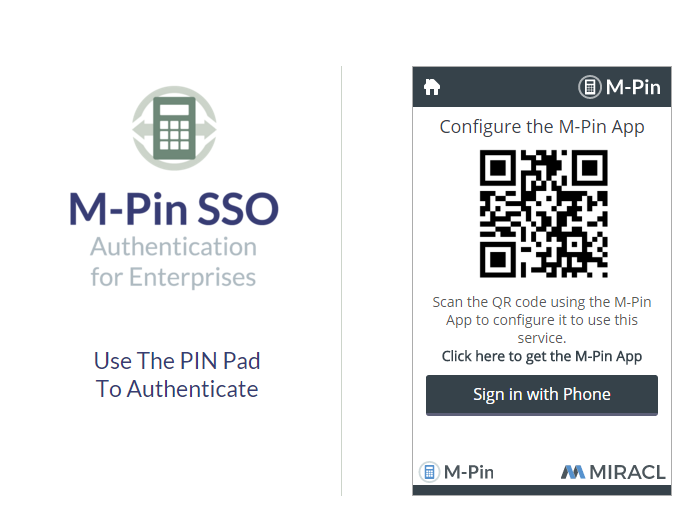 M-Pin SSO
Authentication
for Enterprises
Use The PIN Pad
To Authenticate
M-Pin
Configure the M-Pin App
Scan the QR code using the M-Pin
App to configure it to use this
service.
Click here to get the M-Pin App
Sign in with Phone
M-Pin
MIRACL